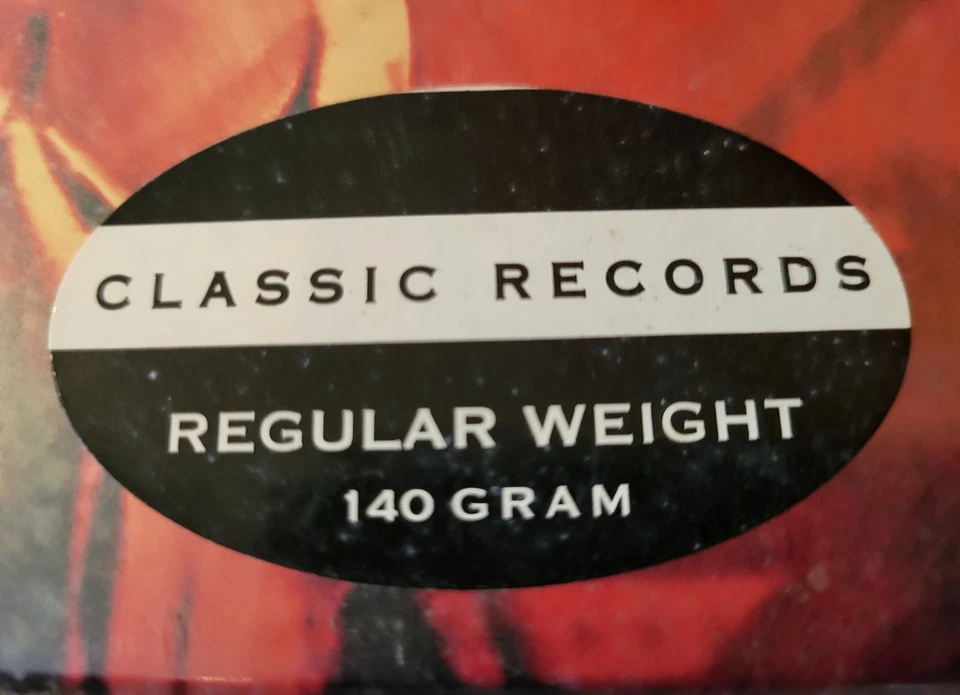 CLASSIC RECORDS
REGULAR WEIGHT
140 GRAM